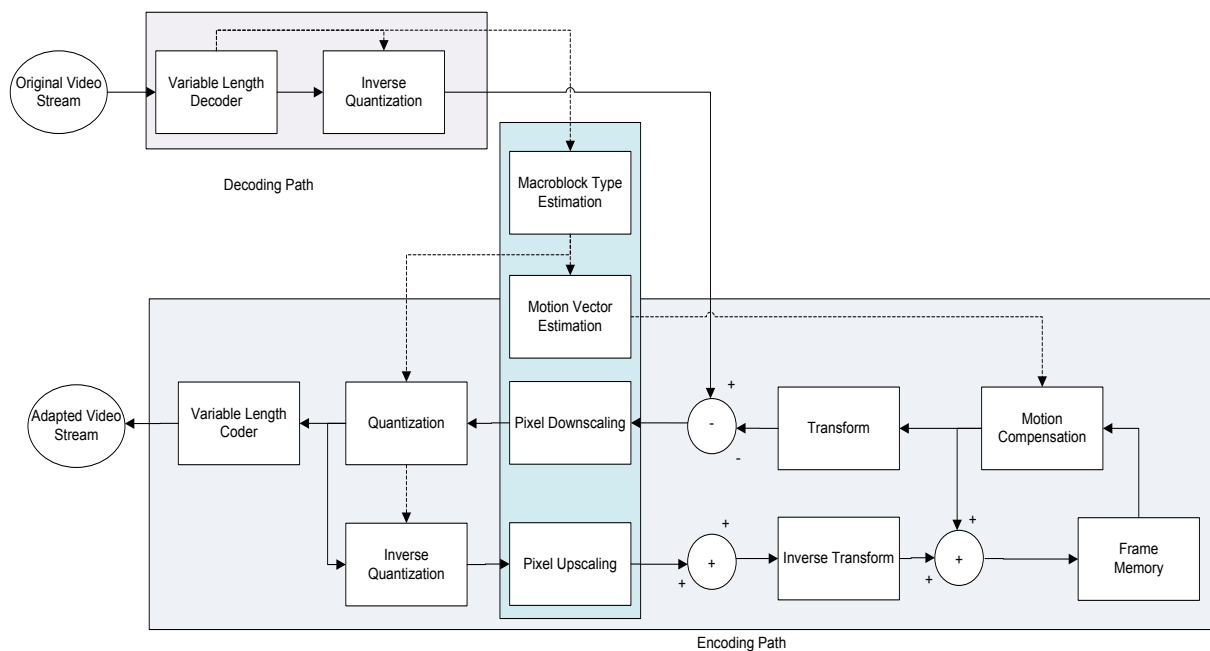 Original Video
Stream
Variable Length
Decoder
Inverse
Quantization
Decoding Path
Macroblock Type
Estimation
Motion Vector
Estimation
+
Adapted Video
Stream
Variable Length
Coder
Quantization
Pixel Downscaling
-
-
Transform
Motion
Compensation
Inverse
Quantization
Pixel Upscaling
+
+
+
Inverse Transform
+
+
+
Frame
Memory
Encoding Path